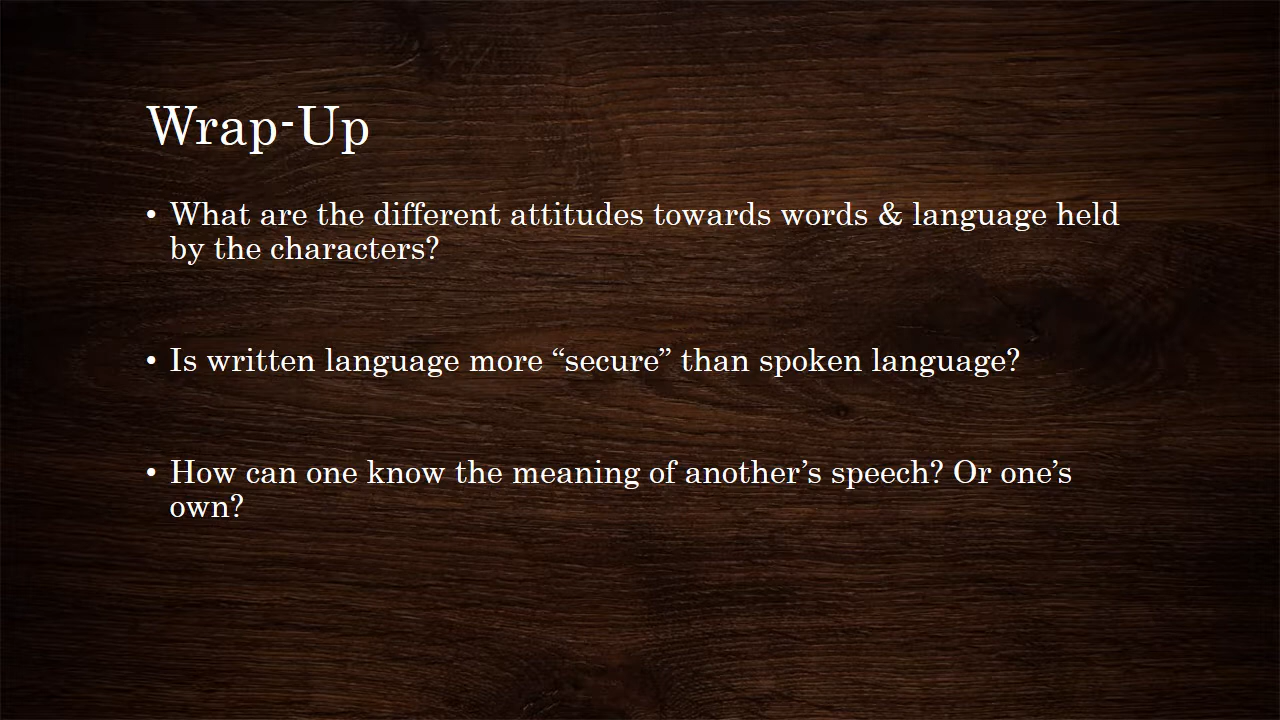 Wrap-Up
• What are the different attitudes towards words & language held
by the characters?
• Is written language more “secure” than spoken language?
• How can one know the meaning of another’s speech? Or one’s
own?